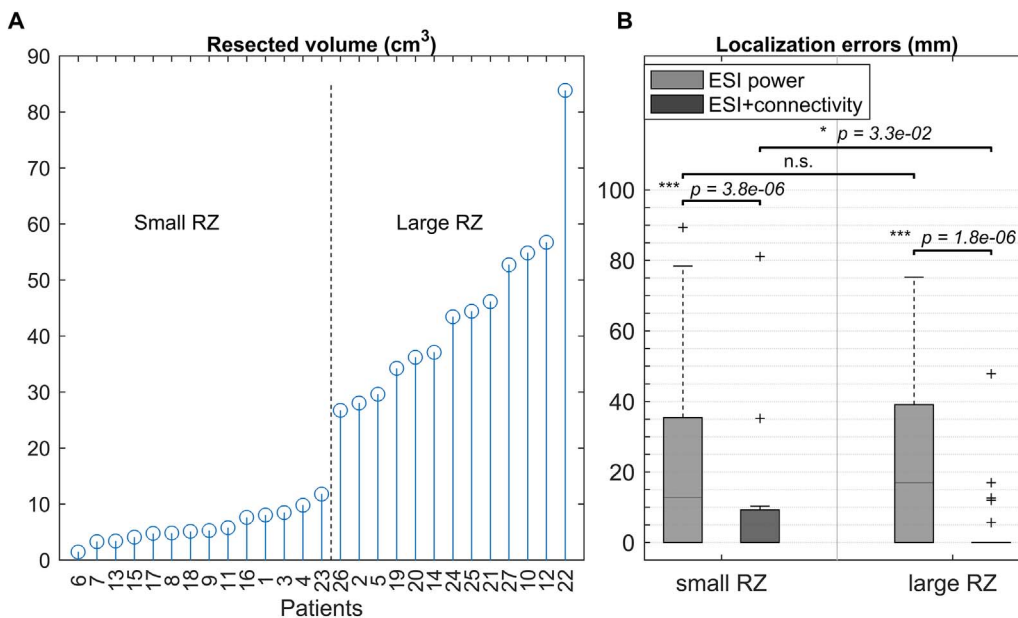 A
Resected volume (cm3)
90
80
70
60
50
40
30
20
10
0
Small RZ
Large RZ
6 7 13 15 17 8 18 9 11 16 1 3 4 23 26 2 5 19 20 14 24 25 21 27 10 12 22
Patients
B
Localization errors (mm)
ESI power
ESI+connectivity
* p = 3.3e-02
n.s.
*** p = 3.8e-06
*** p = 1.8e-06
100
80
60
40
20
0
small RZ
large RZ